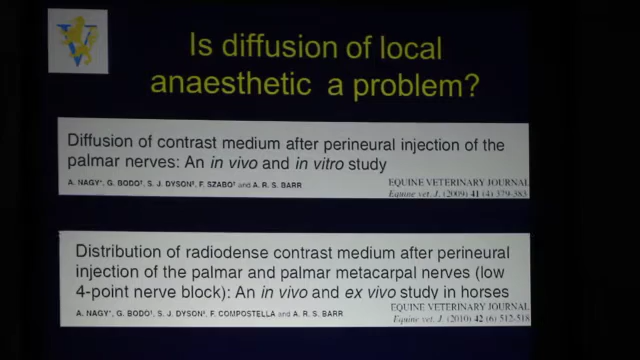 Is diffusion of local
anaesthetic a problem?
Diffusion of contrast medium after perineural injection of the
palmar nerves: An in vivo and in vitro study
A. NAGY*, G. BODO†, S. J. DYSON*, F. SZABO† and A. R. S. BARR
EQUINE VETERINARY JOURNAL
Equine vet. J. (2009) 41 (4) 379-383
Distribution of radiodense contrast medium after perineural
injection of the palmar and palmar metacarpal nerves (low
4-point nerve block): An in vivo and ex vivo study in horses
A. NAGY*, G. BODO†, S. J. DYSON*, F. COMPOSTELLA and A. R. S. BARR
EQUINE VETERINARY JOURNAL
Equine vet. J. (2010) 42 (6) 512-518